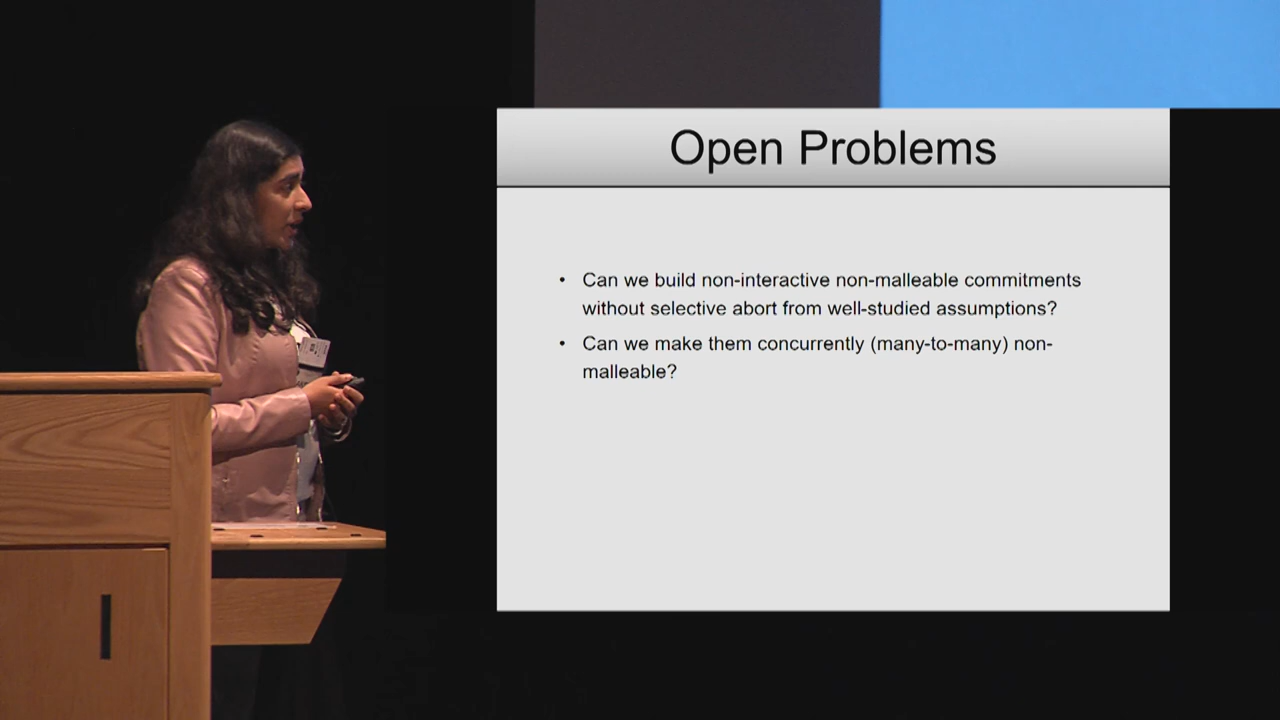 Open Problems
• Can we build non-interactive non-malleable commitments
without selective abort from well-studied assumptions?
• Can we make them concurrently (many-to-many) non-
malleable?